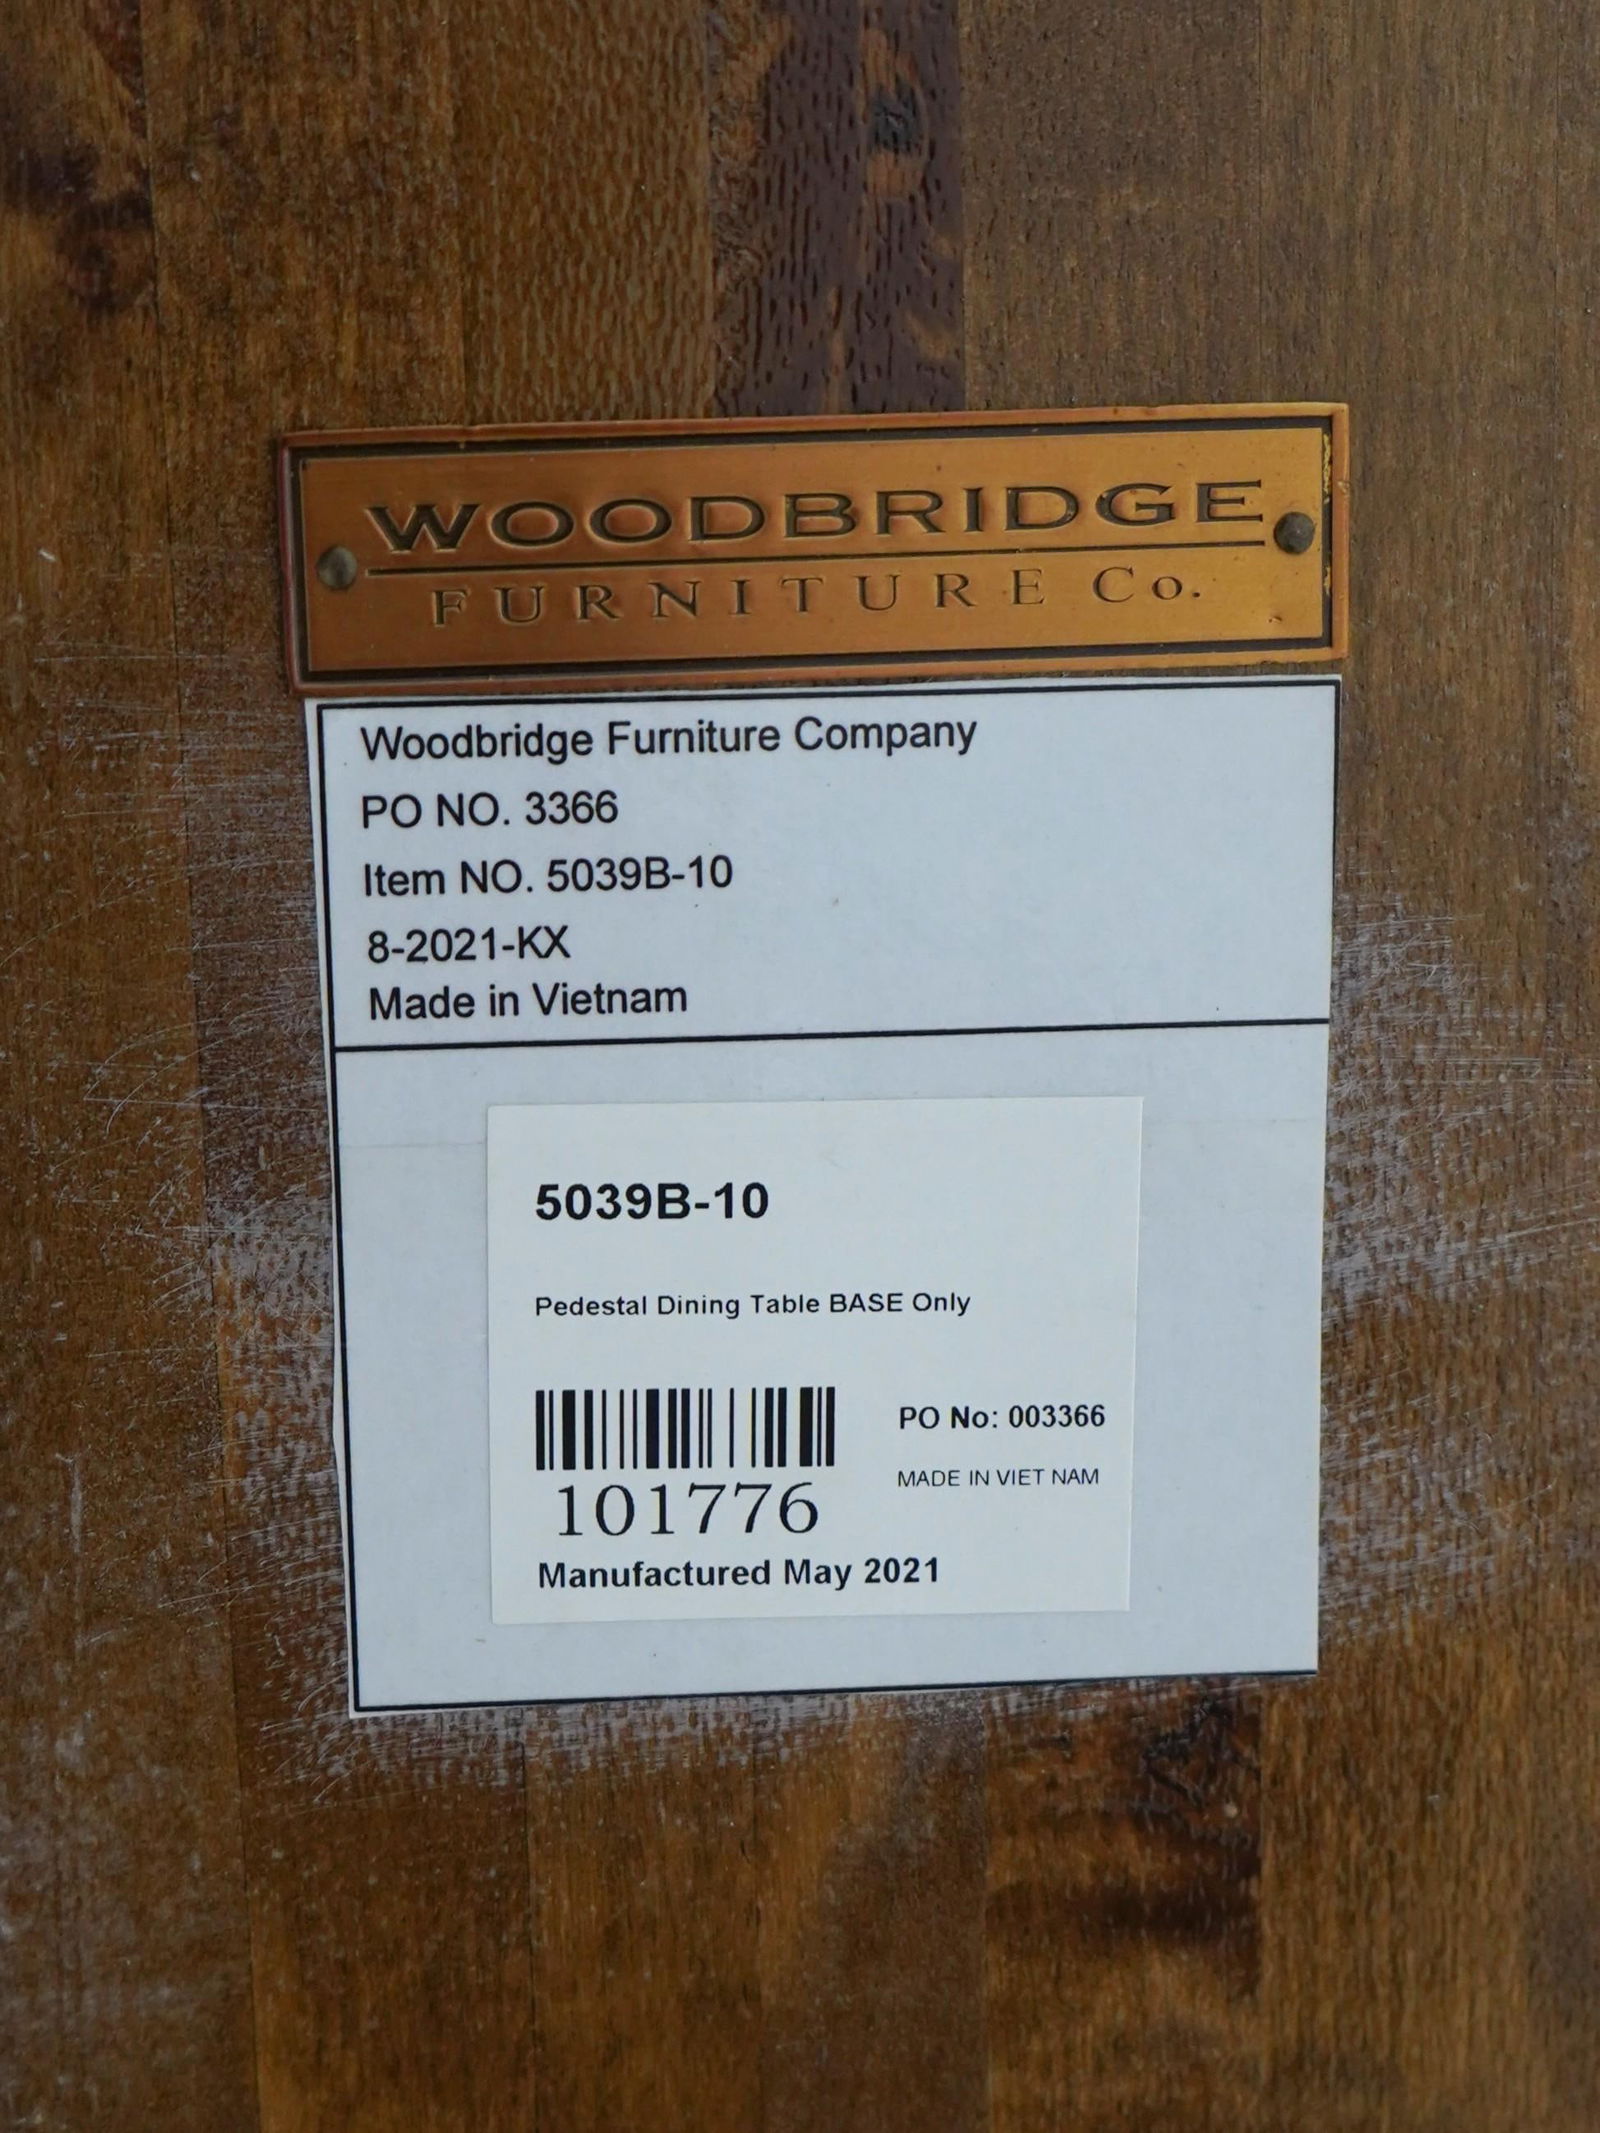 WOODBRIDGE
FURNITURE Co.
Woodbridge Furniture Company
PO NO. 3366
Item NO. 5039B-10
8-2021-KX
Made in Vietnam
5039B-10
Pedestal Dining Table BASE Only
PO No: 003366
MADE IN VIET NAM
101776
Manufactured May 2021